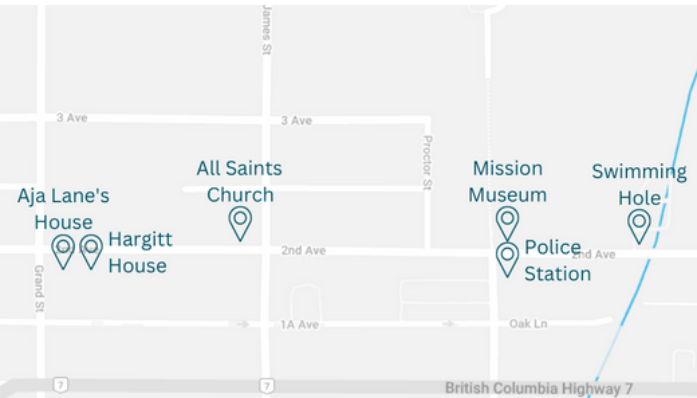 James St
3 Ave
3 Ave
Proctor St
All Saints
Church
Mission
Museum
Swimming
Hole
Aja Lane's
House
Hargitt
House
2nd Ave
Police
Station
2nd Ave
Grand St
1A Ave
Oak Ln
7
7
British Columbia Highway 7